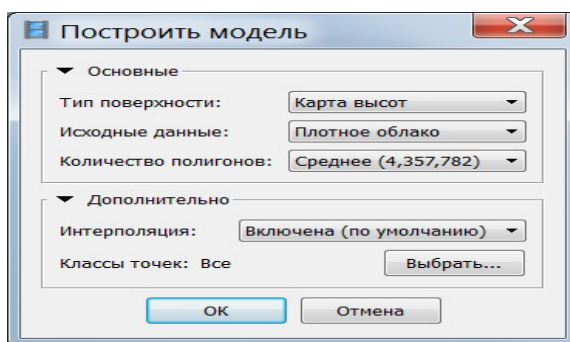 Построить модель
Основные
Тип поверхности: Карта высот
Исходные данные: Плотное облако
Количество полигонов: Среднее (4,357,782)
Дополнительно
Интерполяция: Включена (по умолчанию)
Классы точек: Все Выбрать...
ОК Отмена